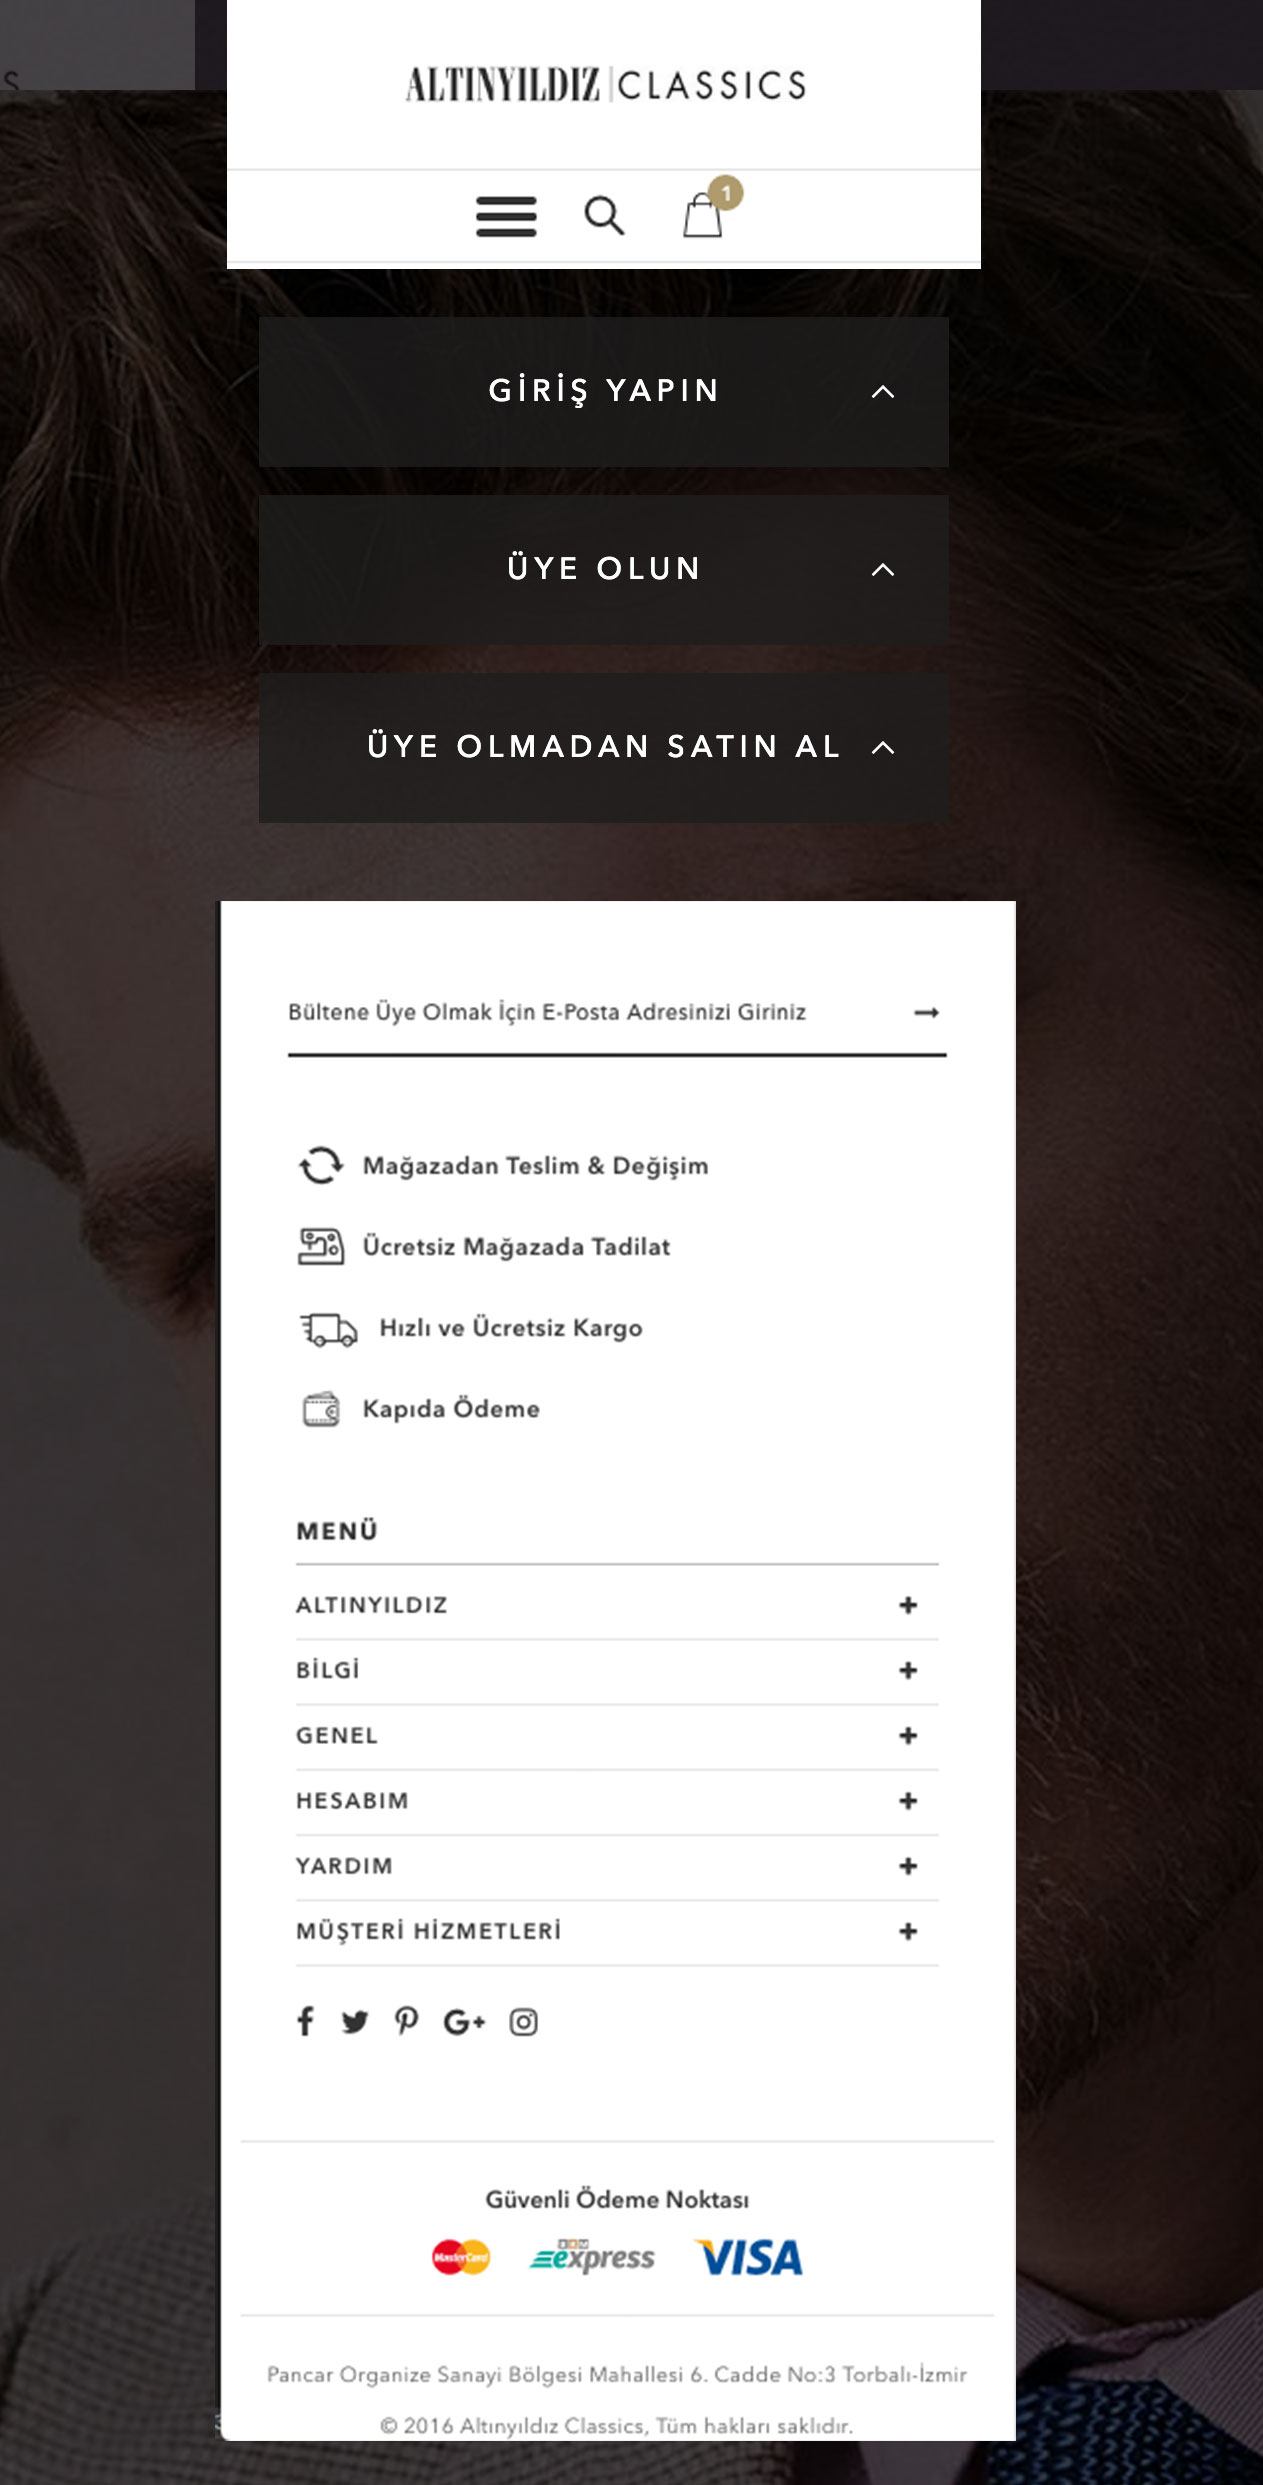 S
ALTINYILDIZ|CLASSICS
1
GİRİŞ YAPIN
ÜYE OLUN
ÜYE OLMADAN SATIN AL
Bültene Üye Olmak İçin E-Posta Adresinizi Giriniz
Mağazadan Teslim & Değişim
Ücretsiz Mağazada Tadilat
Hızlı ve Ücretsiz Kargo
Kapıda Ödeme
MENÜ
ALTINYILDIZ
BİLGİ
GENEL
HESABIM
YARDIM
MÜŞTERİ HİZMETLERİ
G+
Güvenli Ödeme Noktası
MasterCard BKM express VISA
Pancar Organize Sanayi Bölgesi Mahallesi 6. Cadde No:3 Torbalı-İzmir
© 2016 Altınyıldız Classics, Tüm hakları saklıdır.